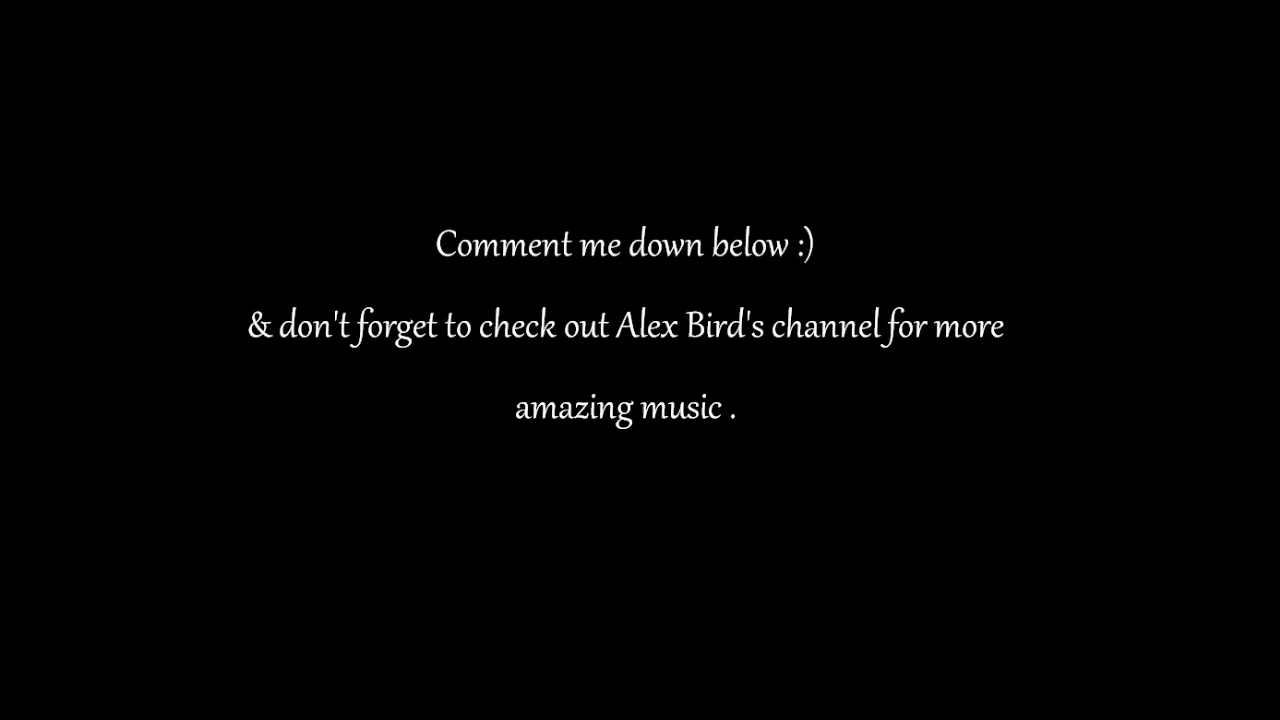 Comment me down below :)
& don't forget to check out Alex Bird's channel for more
amazing music .